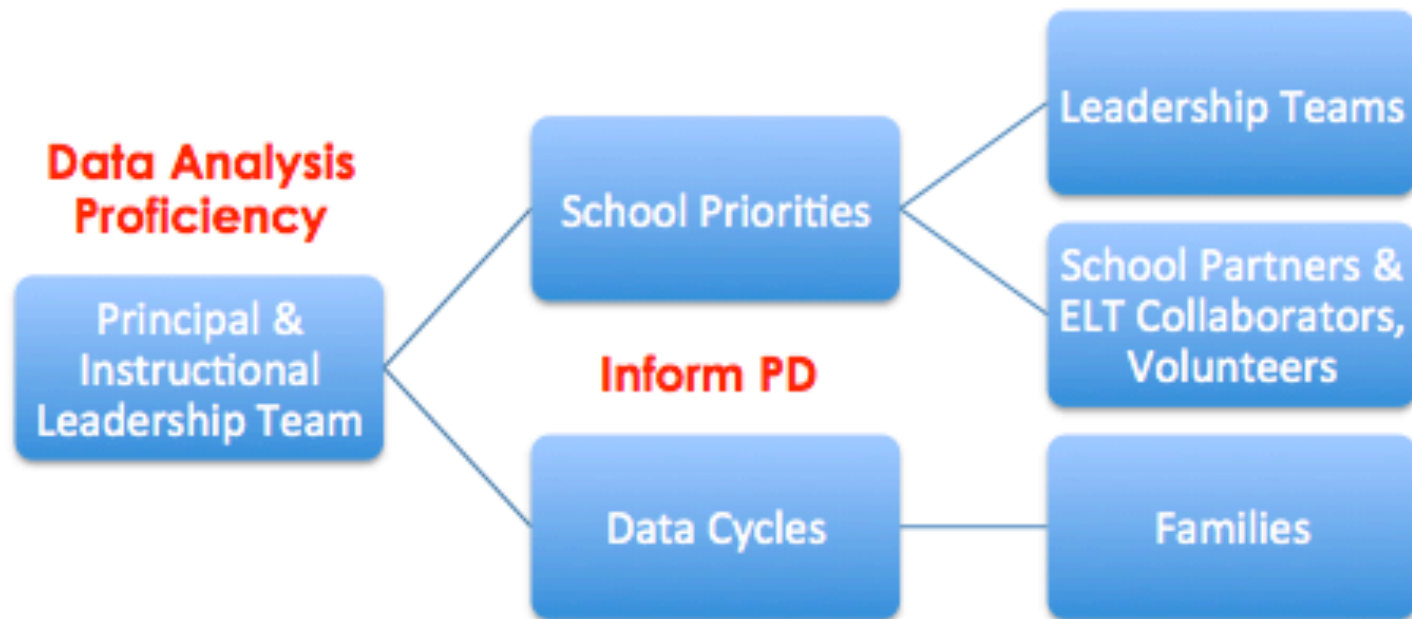 Data Analysis
Proficiency
Principal &
Instructional
Leadership Team
School Priorities
Inform PD
Data Cycles
Leadership Teams
School Partners &
ELT Collaborators,
Volunteers
Families